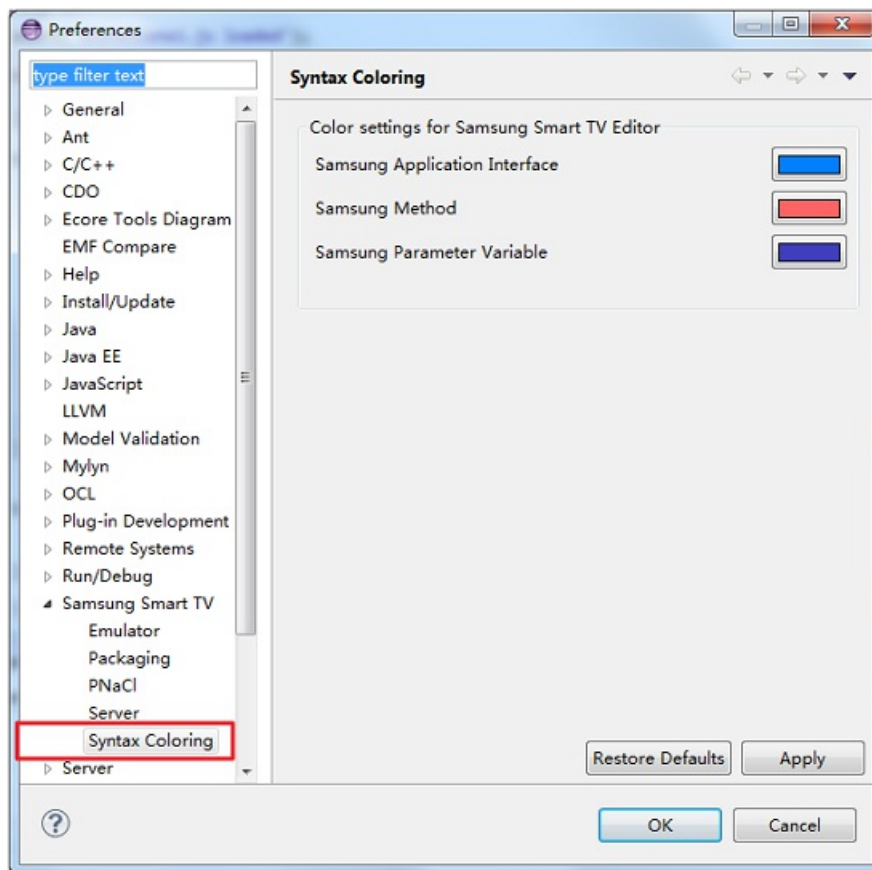 Preferences
type filter text
General
Ant
C/C++
CDO
Ecore Tools Diagram
EMF Compare
Help
Install/Update
Java
Java EE
JavaScript
LLVM
Model Validation
Mylyn
OCL
Plug-in Development
Remote Systems
Run/Debug
Samsung Smart TV
Emulator
Packaging
PNaCl
Server
Syntax Coloring
Server
Syntax Coloring
Color settings for Samsung Smart TV Editor
Samsung Application Interface
Samsung Method
Samsung Parameter Variable
Restore Defaults
Apply
OK
Cancel